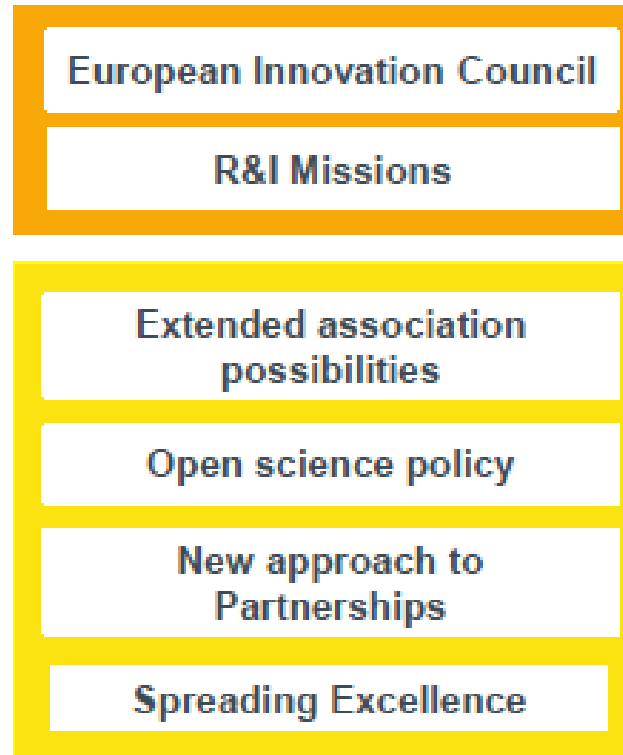 European Innovation Council
R&I Missions
Extended association
possibilities
Open science policy
New approach to
Partnerships
Spreading Excellence